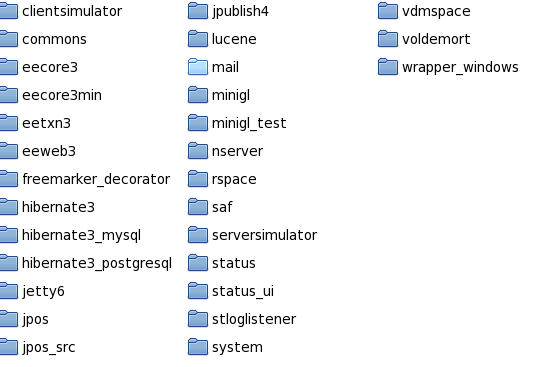 clientsimulator
commons
eecore3
eecore3min
eetxn3
eeweb3
freemarker_decorator
hibernate3
hibernate3_mysql
hibernate3_postgresql
jetty6
jpos
jpos_src
jpublish4
lucene
mail
minigl
minigl_test
nserver
rspace
saf
serversimulator
status
status_ui
stloglistener
system
vdmspace
voldemort
wrapper_windows